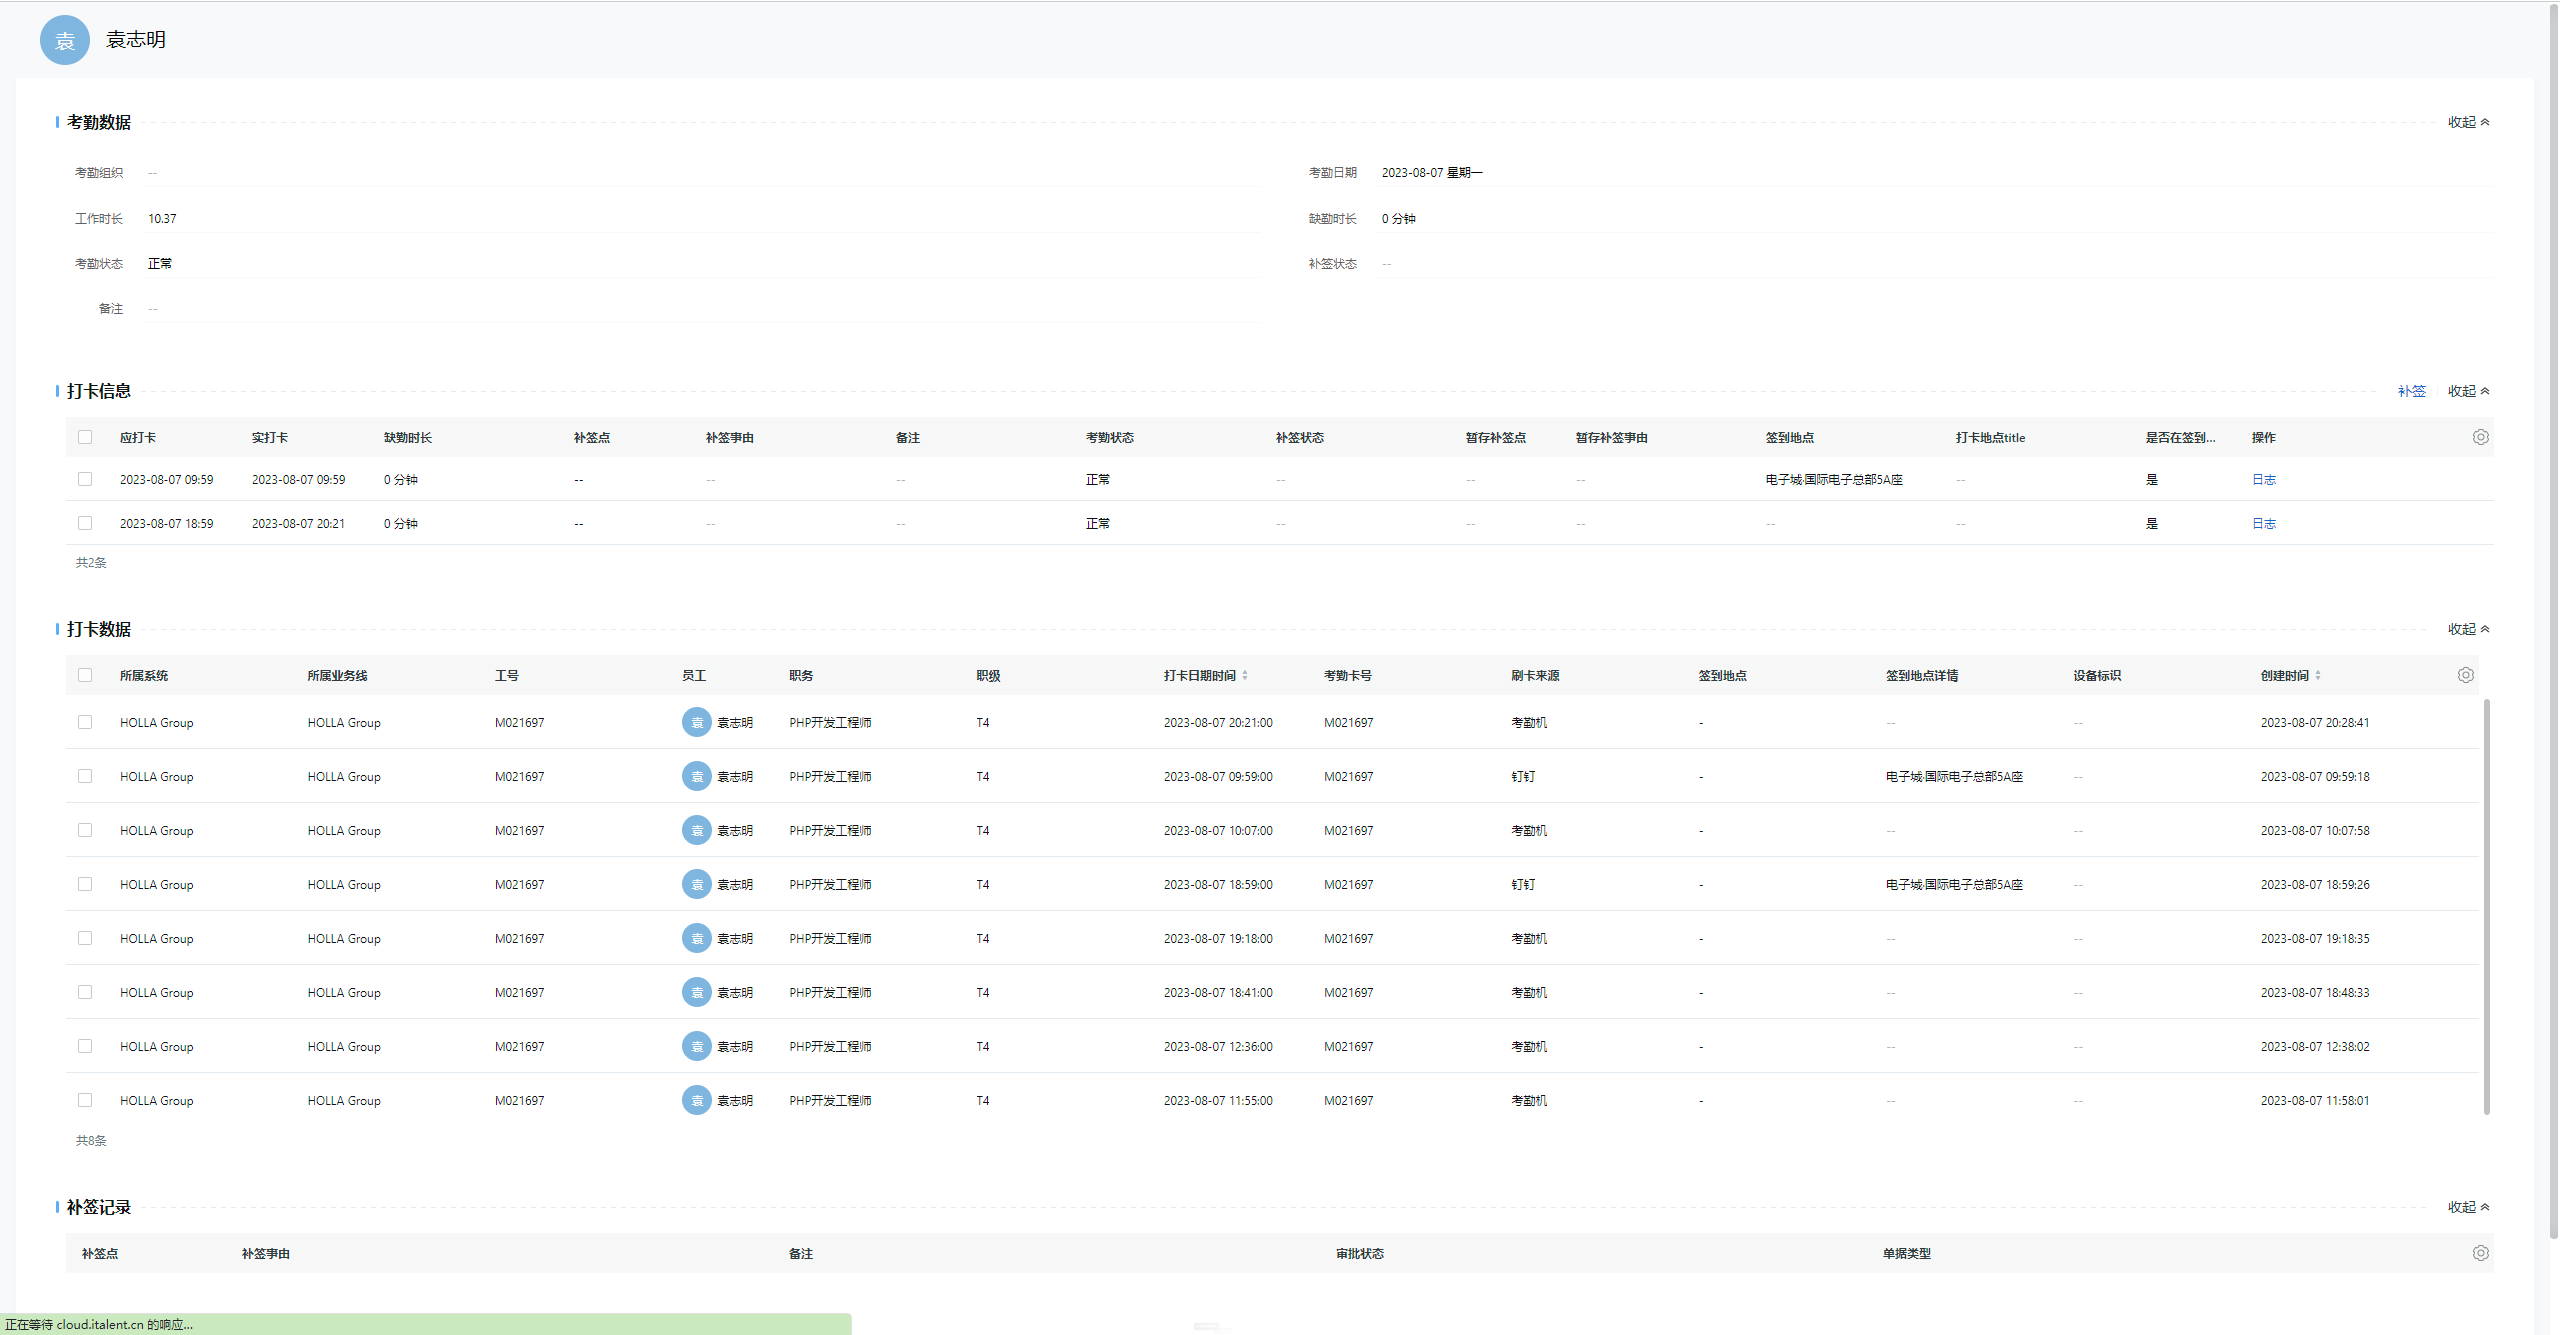 袁 袁志明
考勤数据 收起
考勤组织 -- 考勤日期 2023-08-07 星期一
工作时长 10.37 缺勤时长 0 分钟
考勤状态 正常 补签状态 --
备注 --
打卡信息 补签 收起
应打卡 实打卡 缺勤时长 补签点 补签事由 备注 考勤状态 补签状态 暂存补签点 暂存补签事由 签到地点 打卡地点title 是否在签到... 操作
2023-08-07 09:59 2023-08-07 09:59 0 分钟 -- -- -- 正常 -- -- -- 电子城·国际电子总部5A座 -- 是 日志
2023-08-07 18:59 2023-08-07 20:21 0 分钟 -- -- -- 正常 -- -- -- -- -- 是 日志
共2条
打卡数据 收起
所属系统 所属业务线 工号 员工 职务 职级 打卡日期时间 考勤卡号 刷卡来源 签到地点 签到地点详情 设备标识 创建时间
HOLLA Group HOLLA Group M021697 袁 袁志明 PHP开发工程师 T4 2023-08-07 20:21:00 M021697 考勤机 - -- -- 2023-08-07 20:28:41
HOLLA Group HOLLA Group M021697 袁 袁志明 PHP开发工程师 T4 2023-08-07 09:59:00 M021697 钉钉 - 电子城·国际电子总部5A座 -- 2023-08-07 09:59:18
HOLLA Group HOLLA Group M021697 袁 袁志明 PHP开发工程师 T4 2023-08-07 10:07:00 M021697 考勤机 - -- -- 2023-08-07 10:07:58
HOLLA Group HOLLA Group M021697 袁 袁志明 PHP开发工程师 T4 2023-08-07 18:59:00 M021697 钉钉 - 电子城·国际电子总部5A座 -- 2023-08-07 18:59:26
HOLLA Group HOLLA Group M021697 袁 袁志明 PHP开发工程师 T4 2023-08-07 19:18:00 M021697 考勤机 - -- -- 2023-08-07 19:18:35
HOLLA Group HOLLA Group M021697 袁 袁志明 PHP开发工程师 T4 2023-08-07 18:41:00 M021697 考勤机 - -- -- 2023-08-07 18:48:33
HOLLA Group HOLLA Group M021697 袁 袁志明 PHP开发工程师 T4 2023-08-07 12:36:00 M021697 考勤机 - -- -- 2023-08-07 12:38:02
HOLLA Group HOLLA Group M021697 袁 袁志明 PHP开发工程师 T4 2023-08-07 11:55:00 M021697 考勤机 - -- -- 2023-08-07 11:58:01
共8条
补签记录 收起
补签点 补签事由 备注 审批状态 单据类型
正在等待 cloud.italent.cn 的响应...